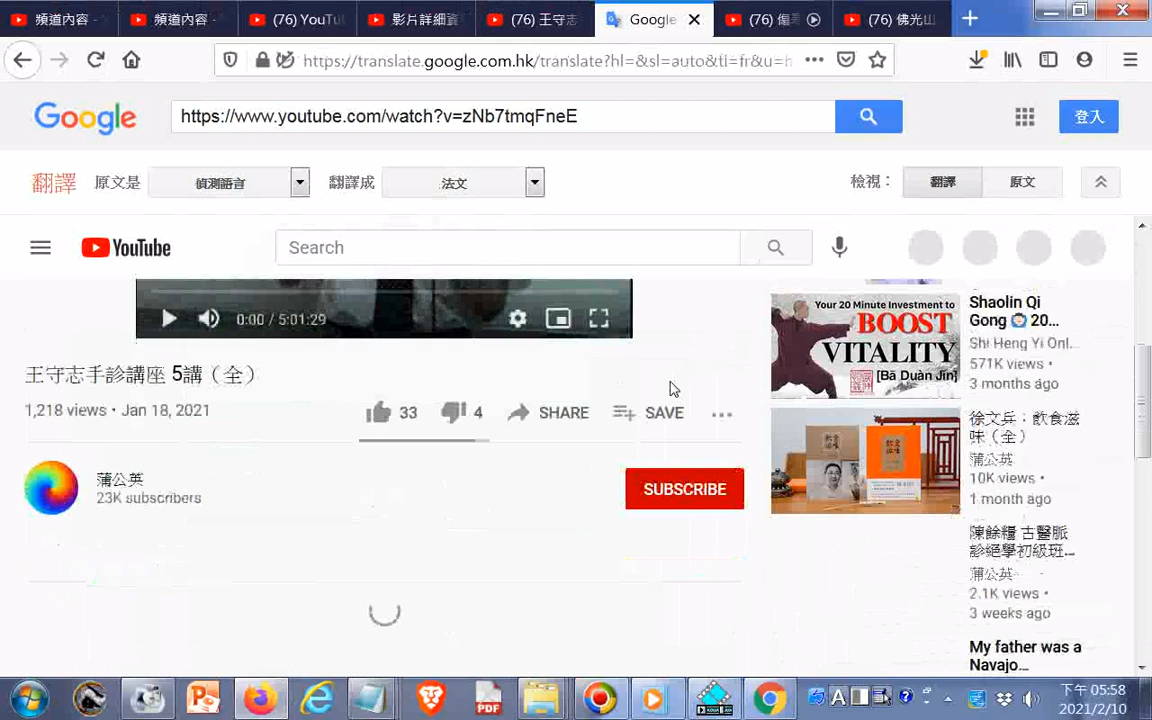 頻道內容 -
頻道內容 -
(76) YouTu
影片詳細資
(76) 王守志
Google
(76) 傷寒
(76) 佛光山
https://translate.google.com.hk/translate?hl=&sl=auto&tl=fr&u=h
Google
https://www.youtube.com/watch?v=zNb7tmqFneE
登入
翻譯
原文是
偵測語言
翻譯成
法文
檢視：
翻譯
原文
YouTube
Search
0:00 / 5:01:29
王守志手診講座 5講（全）
1,218 views • Jan 18, 2021
33
4
SHARE
SAVE
蒲公英
23K subscribers
SUBSCRIBE
Your 20 Minute Investment to
BOOST
VITALITY
[Bā Duàn Jǐn]
Shaolin Qi
Gong 20...
Shi Heng Yi Onl...
571K views •
3 months ago
徐文兵：飲食滋
味（全）
蒲公英
10K views •
1 month ago
陳餘糧 古醫脈
診絕學初級班...
蒲公英
2.1K views •
3 weeks ago
My father was a
Navajo...
PDF
A
下午 05:58
2021/2/10